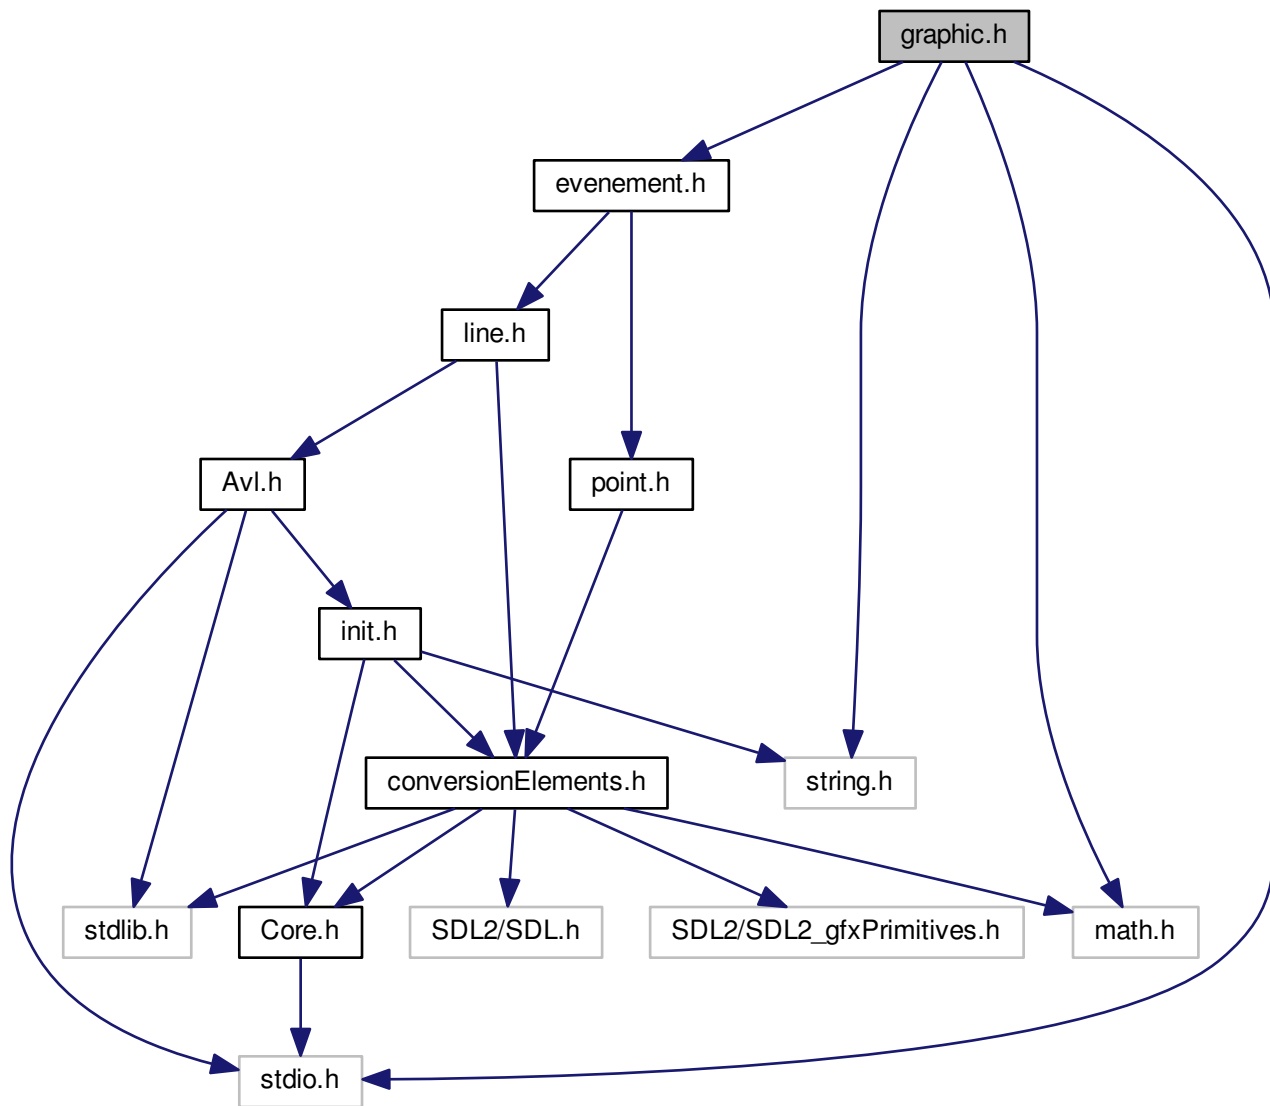 graphic.h
evenement.h
line.h
Avl.h
point.h
init.h
conversionElements.h
string.h
stdlib.h
Core.h
SDL2/SDL.h
SDL2/SDL2_gfxPrimitives.h
math.h
stdio.h